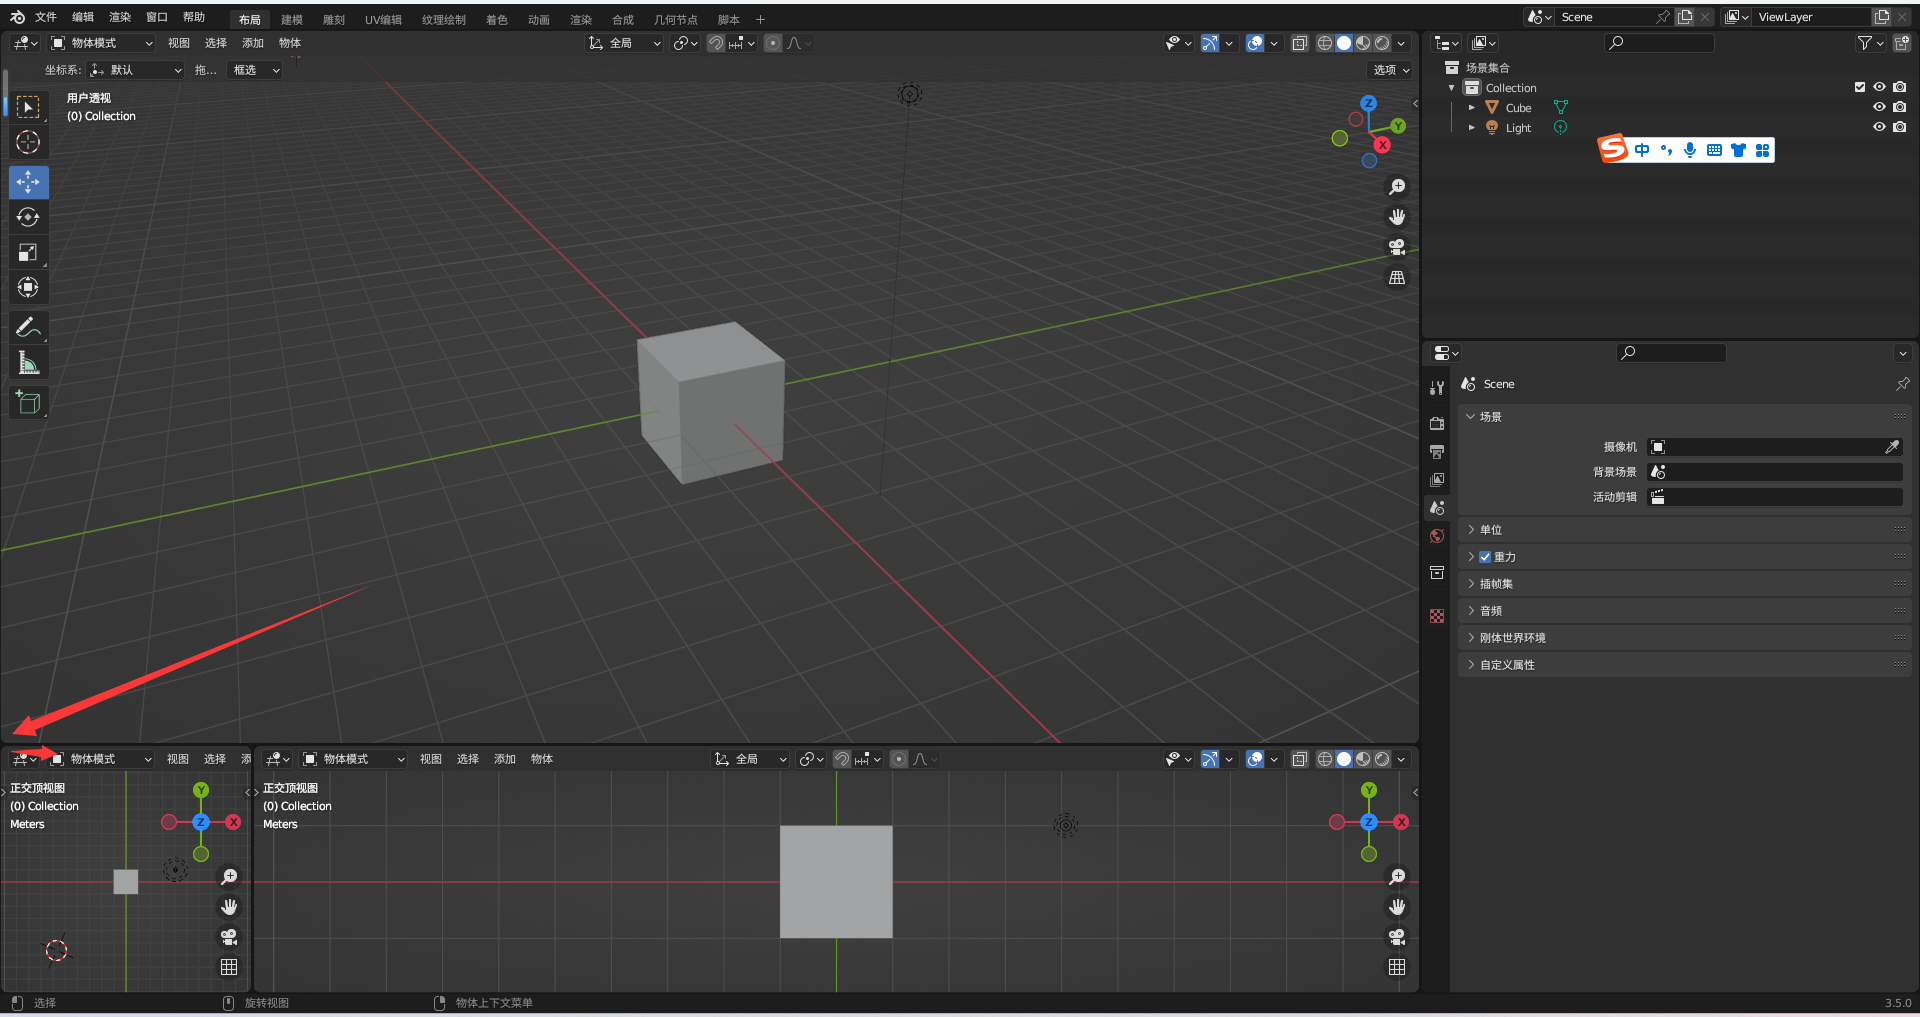 文件 编辑 渲染 窗口 帮助 布局 建模 雕刻 UV编辑 纹理绘制 着色 动画 渲染 合成 几何节点 脚本 + Scene ViewLayer
物体模式 视图 选择 添加 物体 全局
坐标系: 默认 拖... 框选 选项
用户透视
(0) Collection
Z
Y
X
场景集合
Collection
Cube
Light
中
Scene
场景
摄像机
背景场景
活动剪辑
单位
重力
插帧集
音频
刚体世界环境
自定义属性
物体模式 视图 选择 添
正交顶视图
(0) Collection
Meters
Y
Z X
物体模式 视图 选择 添加 物体 全局
正交顶视图
(0) Collection
Meters
Y
Z X
选择 旋转视图 物体上下文菜单 3.5.0